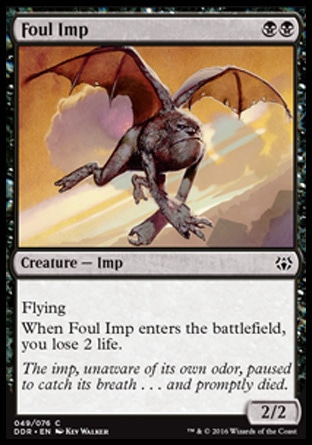 Foul Imp
Creature — Imp
Flying
When Foul Imp enters the battlefield,
you lose 2 life.
The imp, unaware of its own odor, paused
to catch its breath . . . and promptly died.
2/2
049/076 C
DDR • EN Kev Walker
™ & © 2016 Wizards of the Coast